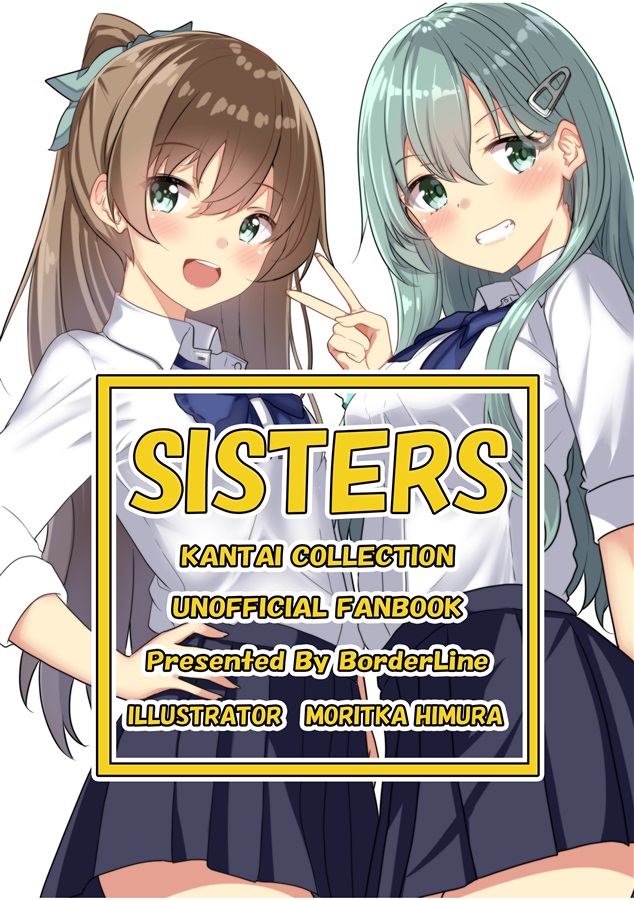 SISTERS
KANTAI COLLECTION
UNOFFICIAL FANBOOK
Presented By BorderLine
ILLUSTRATOR MORITKA HIMURA